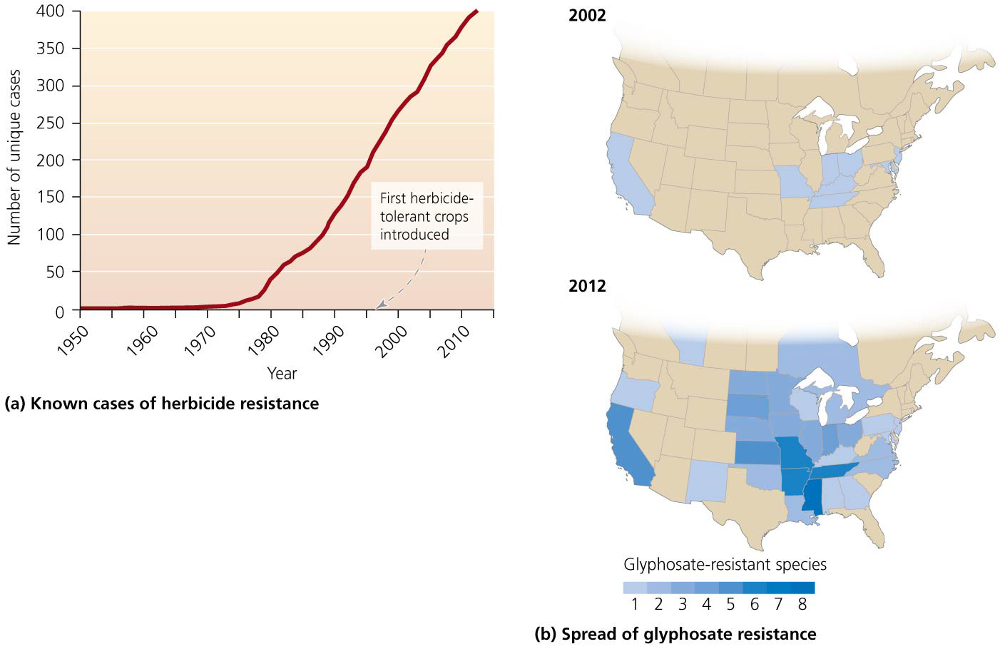 400
350
300
250
200
150
100
50
0
Number of unique cases
First herbicide-
tolerant crops
introduced
1950
1960
1970
1980
1990
2000
2010
Year
(a) Known cases of herbicide resistance
2002
2012
Glyphosate-resistant species
1 2 3 4 5 6 7 8
(b) Spread of glyphosate resistance